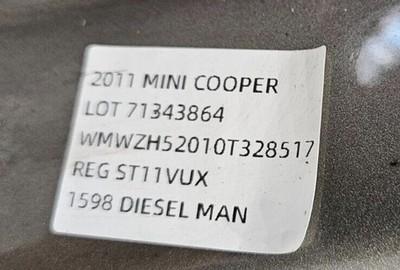 2011 MINI COOPER
LOT 71343864
WMWZH52010T328517
REG ST11VUX
1598 DIESEL MAN